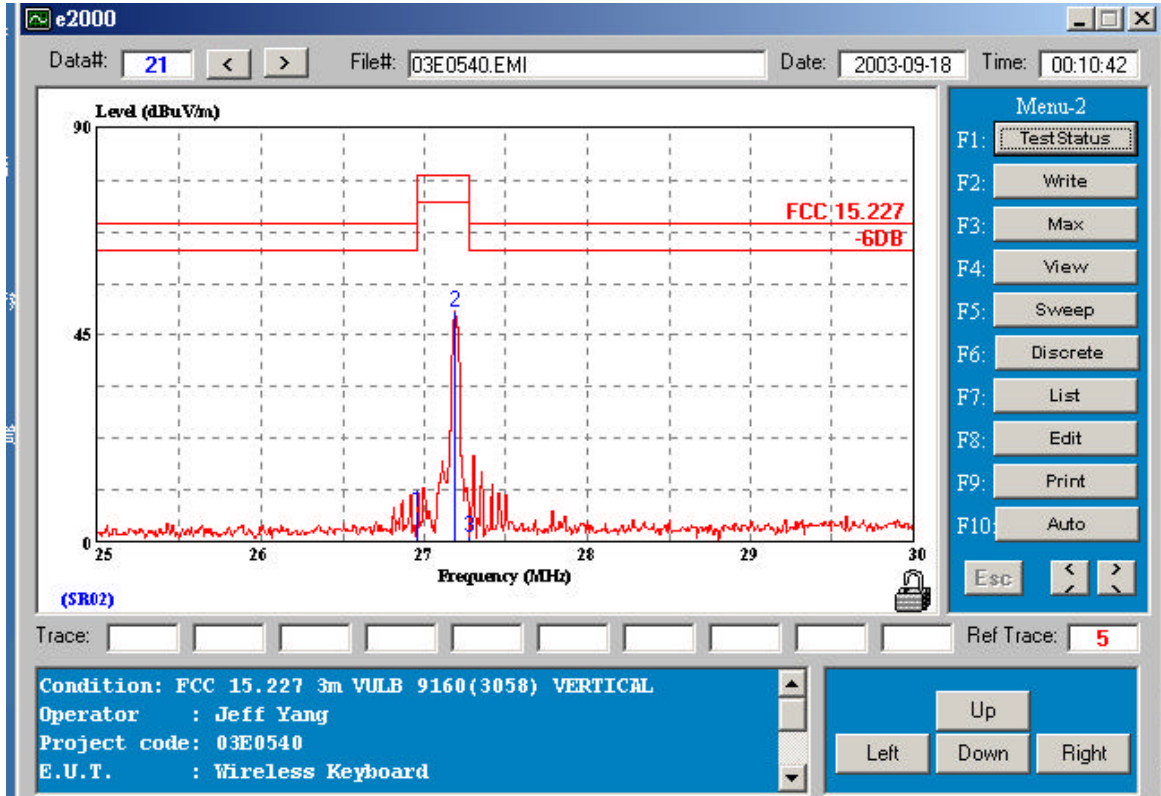 e2000
Data#: 21 < > File#: 03E0540.EMI Date: 2003-09-18 Time: 00:10:42
Level (dBuV/m)
90
45
0
25 26 27 28 29 30
Frequency (MHz)
FCC 15.227
-6DB
1
2
3
(SR02)
Menu-2
F1: TestStatus
F2: Write
F3: Max
F4: View
F5: Sweep
F6: Discrete
F7: List
F8: Edit
F9: Print
F10: Auto
Esc
Trace:
Ref Trace: 5
Condition: FCC 15.227 3m VULB 9160(3058) VERTICAL
Operator : Jeff Yang
Project code: 03E0540
E.U.T. : Wireless Keyboard
Up
Left Down Right